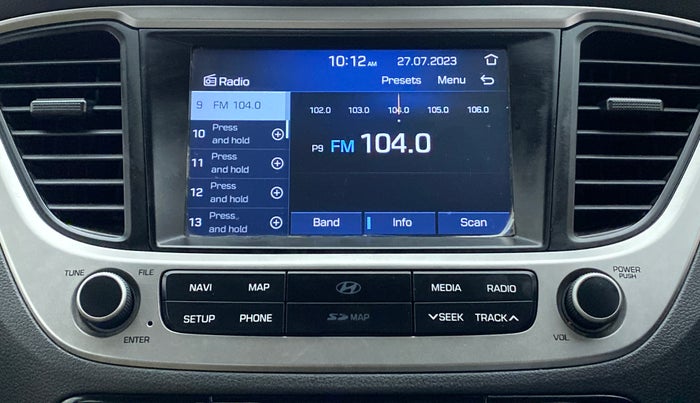 10:12 AM 27.07.2023
Radio Presets Menu
9 FM 104.0
102.0 103.0 104.0 105.0 106.0
10 Press and hold
11 Press and hold
P9 FM 104.0
12 Press and hold
13 Press and hold
Band Info Scan
TUNE FILE
POWER PUSH
NAVI MAP MEDIA RADIO
SETUP PHONE SD MAP SEEK TRACK
ENTER
VOL